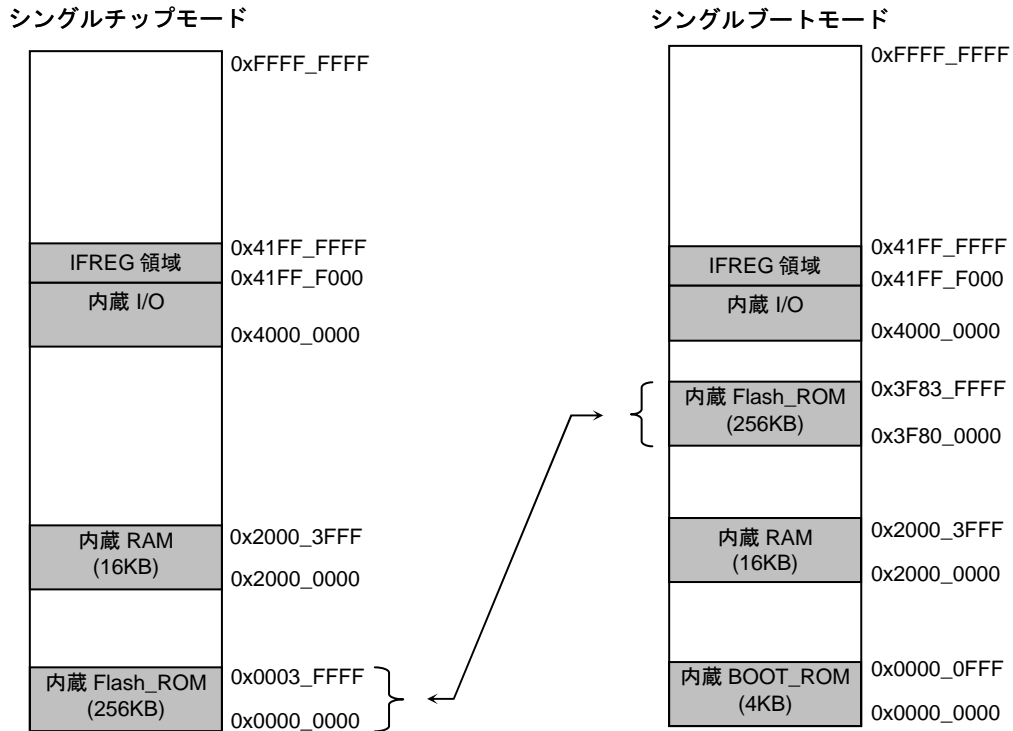 シングルチップモード
0xFFFF_FFFF
0x41FF_FFFF
IFREG 領域
0x41FF_F000
内蔵 I/O
0x4000_0000
0x2000_3FFF
内蔵 RAM
(16KB)
0x2000_0000
0x0003_FFFF
内蔵 Flash_ROM
(256KB)
0x0000_0000
シングルブートモード
0xFFFF_FFFF
0x41FF_FFFF
IFREG 領域
0x41FF_F000
内蔵 I/O
0x4000_0000
0x3F83_FFFF
内蔵 Flash_ROM
(256KB)
0x3F80_0000
0x2000_3FFF
内蔵 RAM
(16KB)
0x2000_0000
0x0000_0FFF
内蔵 BOOT_ROM
(4KB)
0x0000_0000